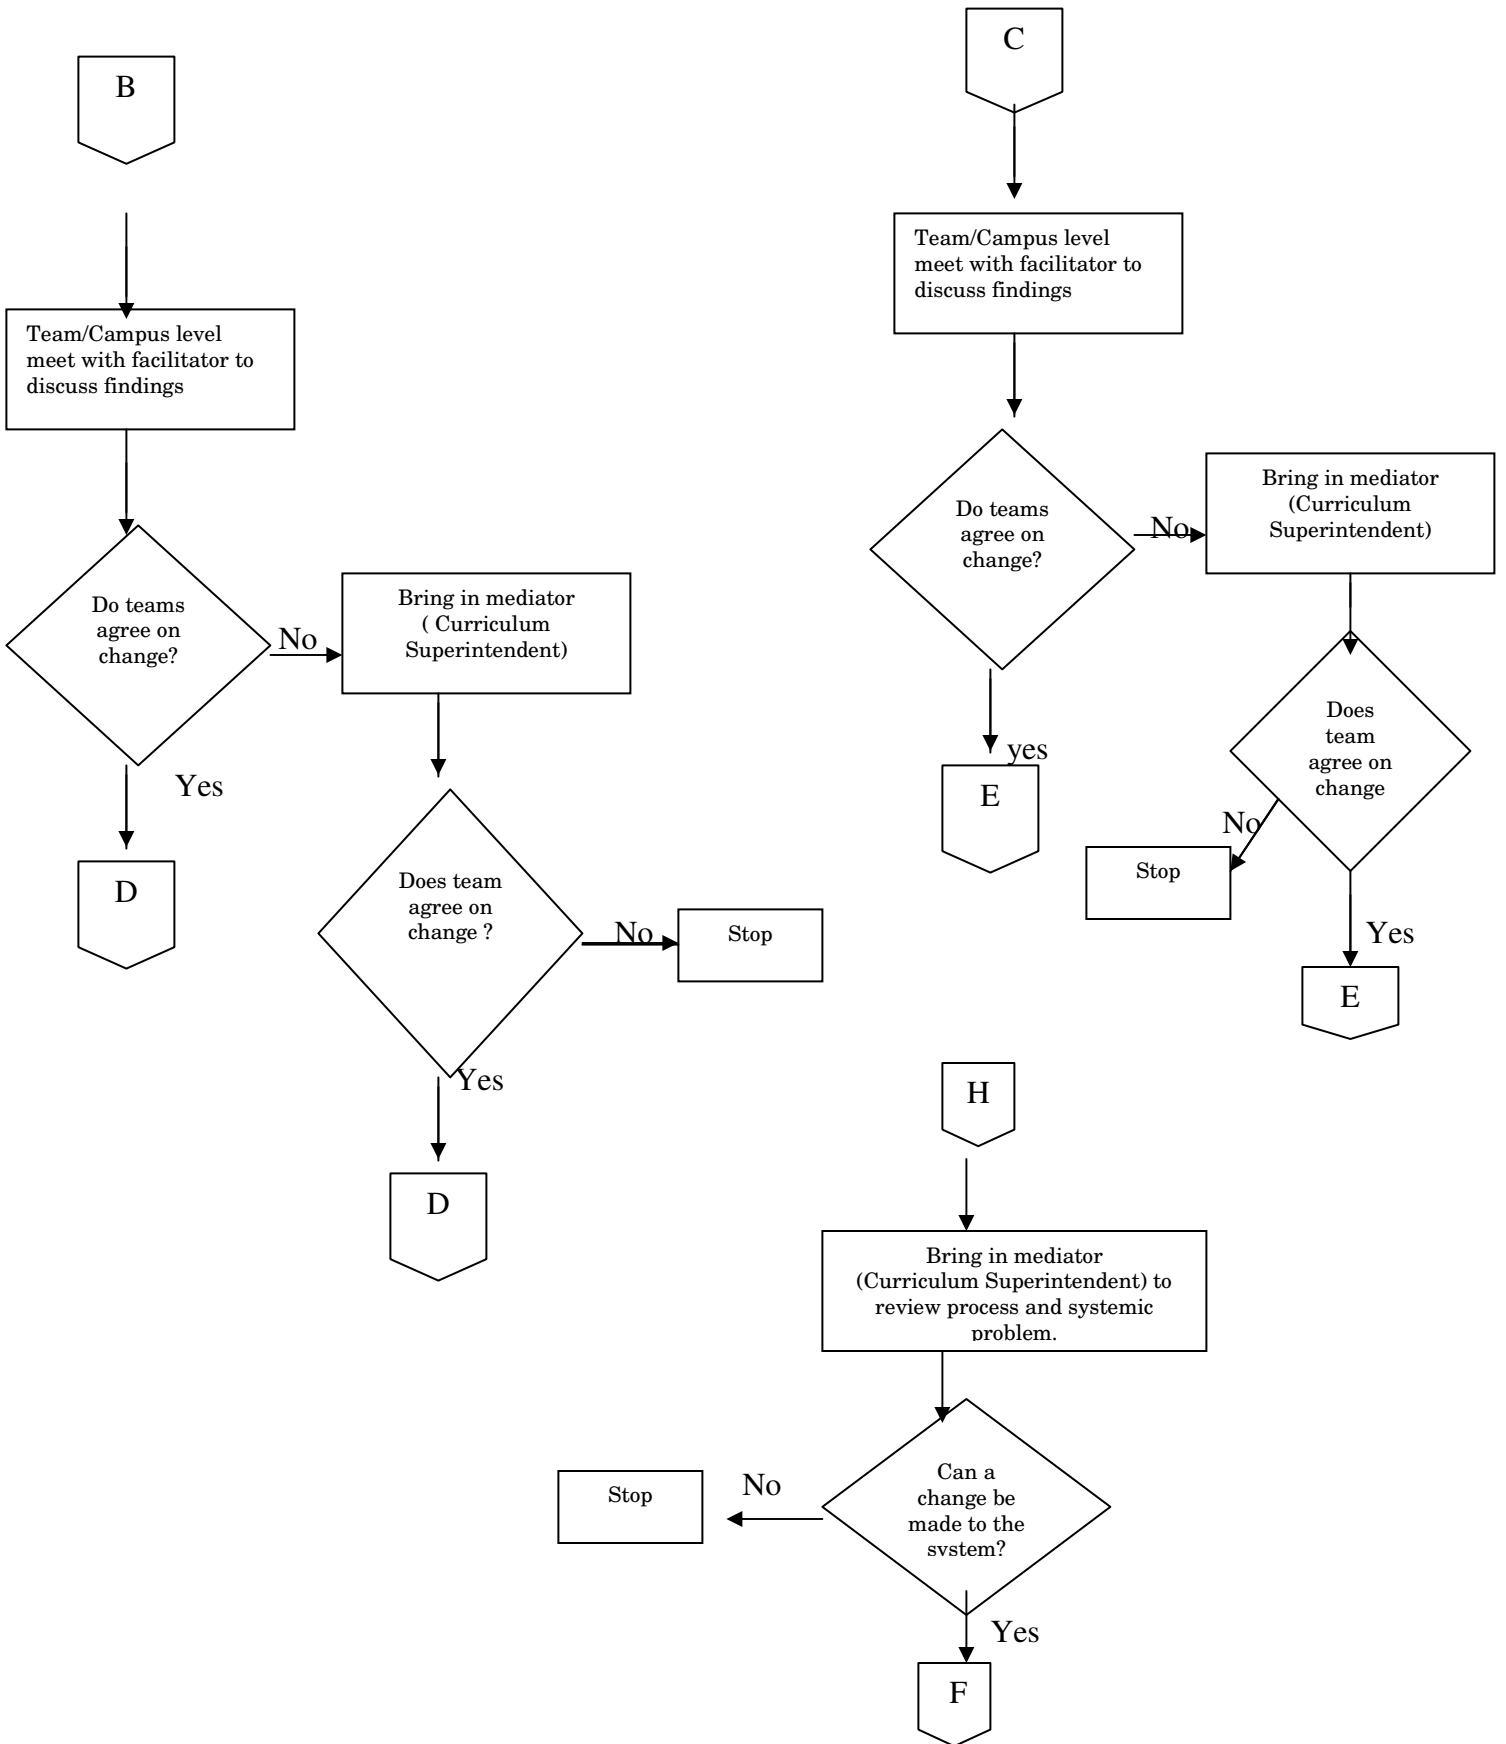 B
Team/Campus level
meet with facilitator to
discuss findings
Do teams
agree on
change?
No
Bring in mediator
( Curriculum
Superintendent)
Yes
D
Does team
agree on
change ?
No
Stop
Yes
D
C
Team/Campus level
meet with facilitator to
discuss findings
Do teams
agree on
change?
No
Bring in mediator
(Curriculum
Superintendent)
yes
E
Does
team
agree on
change
No
Stop
Yes
E
H
Bring in mediator
(Curriculum Superintendent) to
review process and systemic
problem.
Can a
change be
made to the
system?
No
Stop
Yes
F